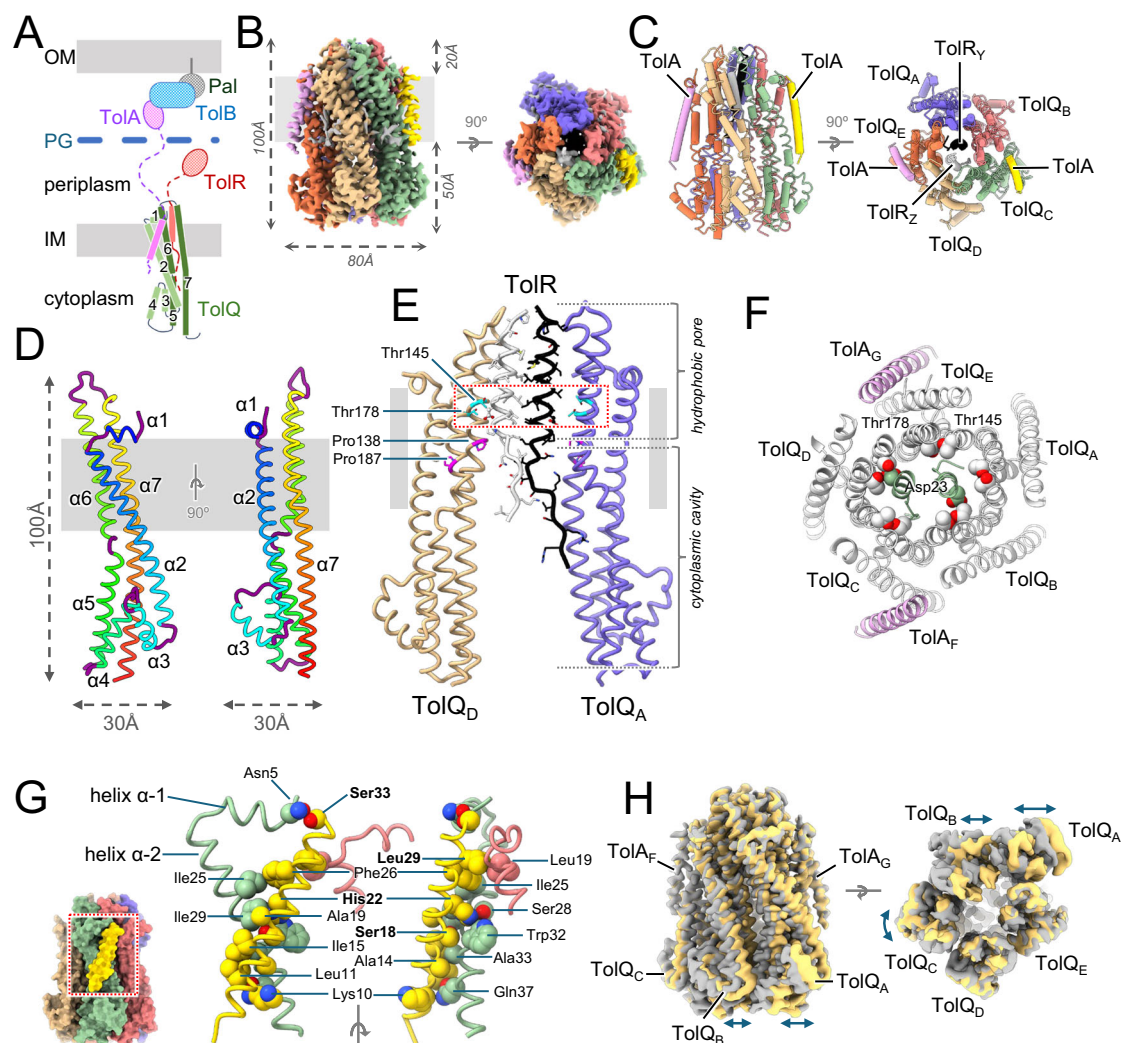 A
OM
Pal
TolB
TolA
PG
TolR
periplasm
1
IM
6
2
7
cytoplasm
4
3
5
TolQ
B
100Å
20Å
50Å
80Å
90º
C
TolA
TolA
90º
TolR_Y
TolQ_A
TolQ_B
TolQ_E
TolA
TolA
TolR_Z
TolQ_C
TolQ_D
D
100Å
α1
α6
α7
α2
α5
α3
α4
30Å
90º
α1
α2
α7
α3
30Å
E
TolR
Thr145
Thr178
Pro138
Pro187
hydrophobic pore
cytoplasmic cavity
TolQ_D
TolQ_A
F
TolA_G
TolQ_E
Thr178
Thr145
TolQ_D
TolQ_A
Asp23
TolQ_C
TolQ_B
TolA_F
G
Asn5
helix α-1
Ser33
helix α-2
Leu29
Leu19
Phe26
Ile25
Ile25
His22
Ile29
Ala19
Ser28
Ser18
Trp32
Ile15
Ala14
Ala33
Leu11
Lys10
Gln37
H
TolA_F
TolA_G
TolQ_C
TolQ_A
TolQ_B
TolQ_B
TolQ_A
TolQ_C
TolQ_E
TolQ_D